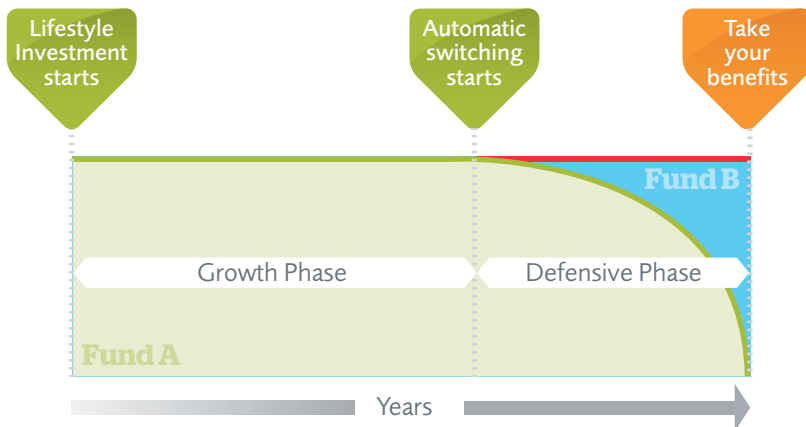 Lifestyle
Investment
starts
Automatic
switching
starts
Take
your
benefits
Fund B
Growth Phase
Defensive Phase
Fund A
Years